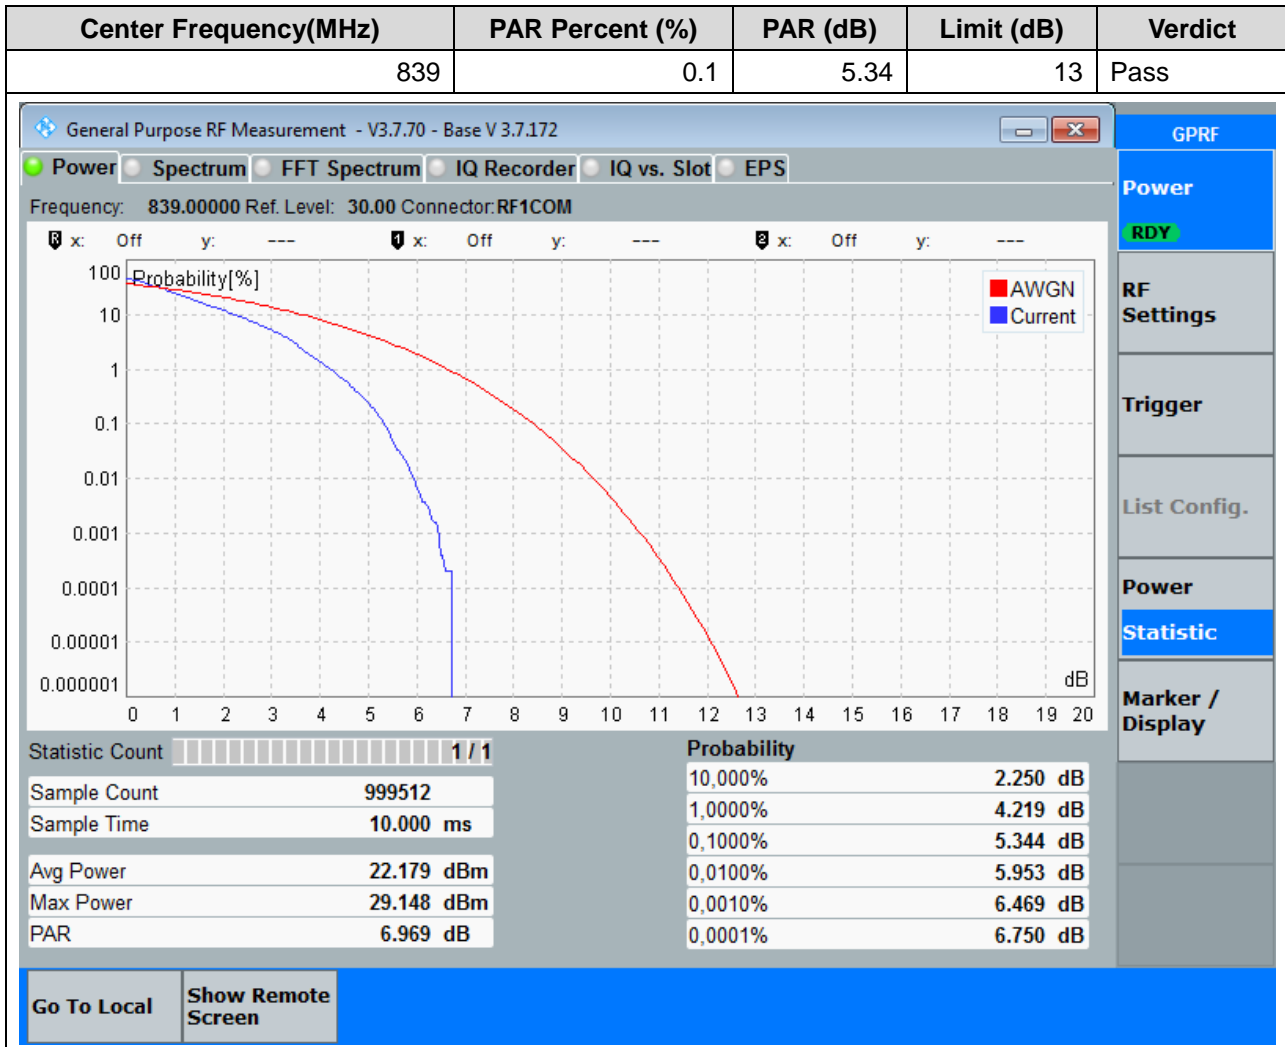 Center Frequency(MHz) PAR Percent (%) PAR (dB) Limit (dB) Verdict
839 0.1 5.34 13 Pass
General Purpose RF Measurement - V3.7.70 - Base V 3.7.172
GPRF
Power Spectrum FFT Spectrum IQ Recorder IQ vs. Slot EPS
Power
RDY
Frequency: 839.00000 Ref. Level: 30.00 Connector: RF1COM
R x: Off y: --- 1 x: Off y: --- 2 x: Off y: ---
Probability[%]
AWGN
Current
100
10
1
0.1
0.01
0.001
0.0001
0.00001
0.000001
dB
0 1 2 3 4 5 6 7 8 9 10 11 12 13 14 15 16 17 18 19 20
RF
Settings
Trigger
List Config.
Power
Statistic
Marker /
Display
Statistic Count 1 / 1
Sample Count 999512
Sample Time 10.000 ms
Avg Power 22.179 dBm
Max Power 29.148 dBm
PAR 6.969 dB
Probability
10,000% 2.250 dB
1,0000% 4.219 dB
0,1000% 5.344 dB
0,0100% 5.953 dB
0,0010% 6.469 dB
0,0001% 6.750 dB
Go To Local
Show Remote
Screen